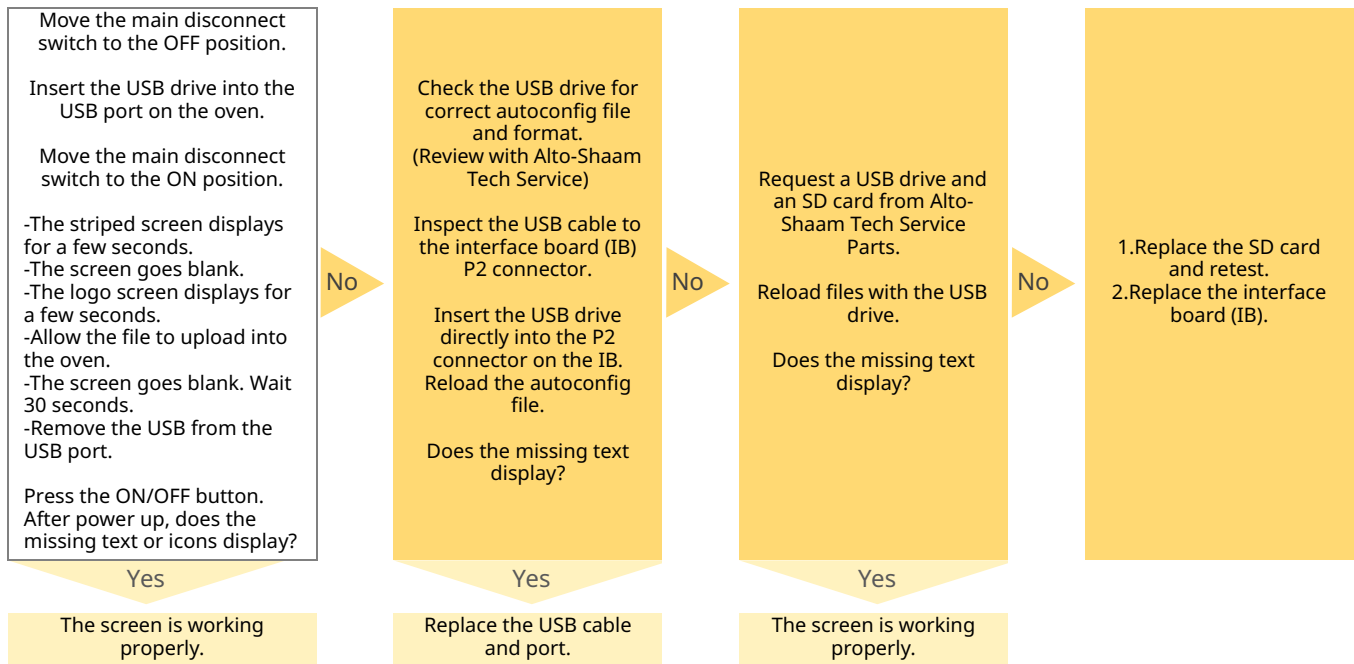 Move the main disconnect
switch to the OFF position.
Insert the USB drive into the
USB port on the oven.
Move the main disconnect
switch to the ON position.
-The striped screen displays
for a few seconds.
-The screen goes blank.
-The logo screen displays for
a few seconds.
-Allow the file to upload into
the oven.
-The screen goes blank. Wait
30 seconds.
-Remove the USB from the
USB port.
Press the ON/OFF button.
After power up, does the
missing text or icons display?
Yes
The screen is working
properly.
No
Check the USB drive for
correct autoconfig file
and format.
(Review with Alto-Shaam
Tech Service)
Inspect the USB cable to
the interface board (IB)
P2 connector.
Insert the USB drive
directly into the P2
connector on the IB.
Reload the autoconfig
file.
Does the missing text
display?
Yes
Replace the USB cable
and port.
No
Request a USB drive and
an SD card from Alto-
Shaam Tech Service
Parts.
Reload files with the USB
drive.
Does the missing text
display?
Yes
The screen is working
properly.
No
1.Replace the SD card
and retest.
2.Replace the interface
board (IB).